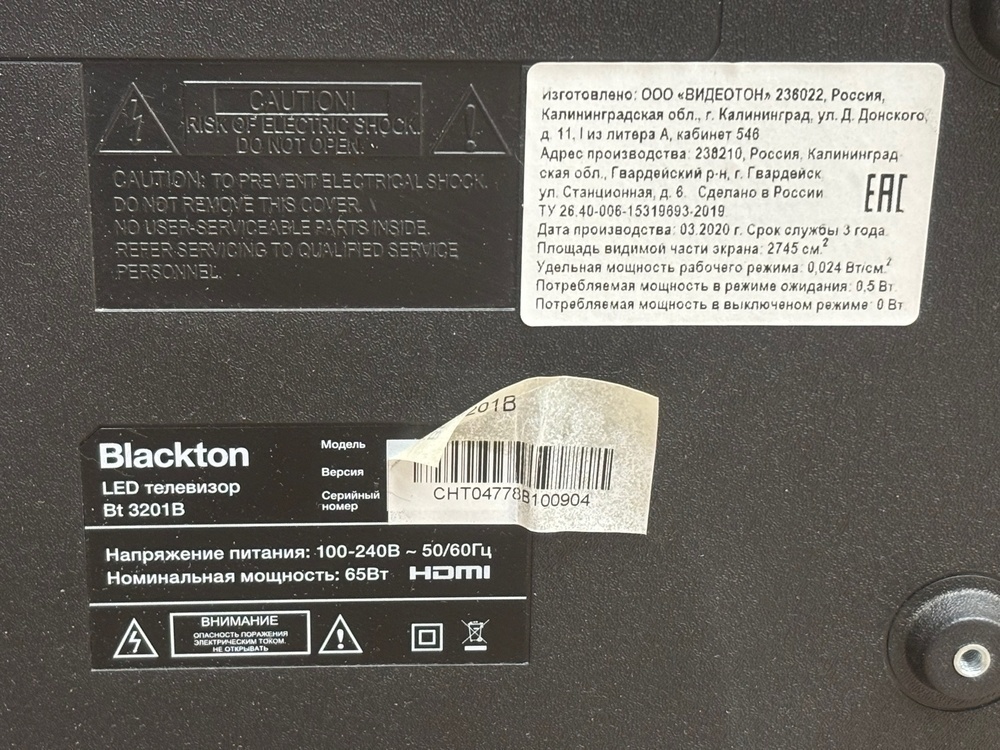 CAUTION!
RISK OF ELECTRIC SHOCK.
DO NOT OPEN.
CAUTION: TO PREVENT ELECTRICAL SHOCK.
DO NOT REMOVE THIS COVER.
NO USER-SERVICEABLE PARTS INSIDE.
REFER SERVICING TO QUALIFIED SERVICE
PERSONNEL.
Изготовлено: ООО «ВИДЕОТОН» 236022, Россия,
Калининградская обл., г. Калининград, ул. Д. Донского,
д. 11, I из литера А, кабинет 546
Адрес производства: 238210, Россия, Калининград
ская обл., Гвардейский р-н, г. Гвардейск
ул. Станционная, д. 6. Сделано в России
ТУ 26.40-006-15319693-2019
Дата производства: 03.2020 г. Срок службы 3 года.
Площадь видимой части экрана: 2745 см.²
Удельная мощность рабочего режима: 0,024 Вт/см.²
Потребляемая мощность в режиме ожидания: 0,5 Вт
Потребляемая мощность в выключеном режиме: 0 Вт
EAC
Blackton
LED телевизор
Bt 3201B
Модель
Версия
Серийный
номер
201B
CHT04778B100904
Напряжение питания: 100-240В ~ 50/60Гц
Номинальная мощность: 65Вт HDMI
ВНИМАНИЕ
ОПАСНОСТЬ ПОРАЖЕНИЯ
ЭЛЕКТРИЧЕСКИМ ТОКОМ.
НЕ ОТКРЫВАТЬ